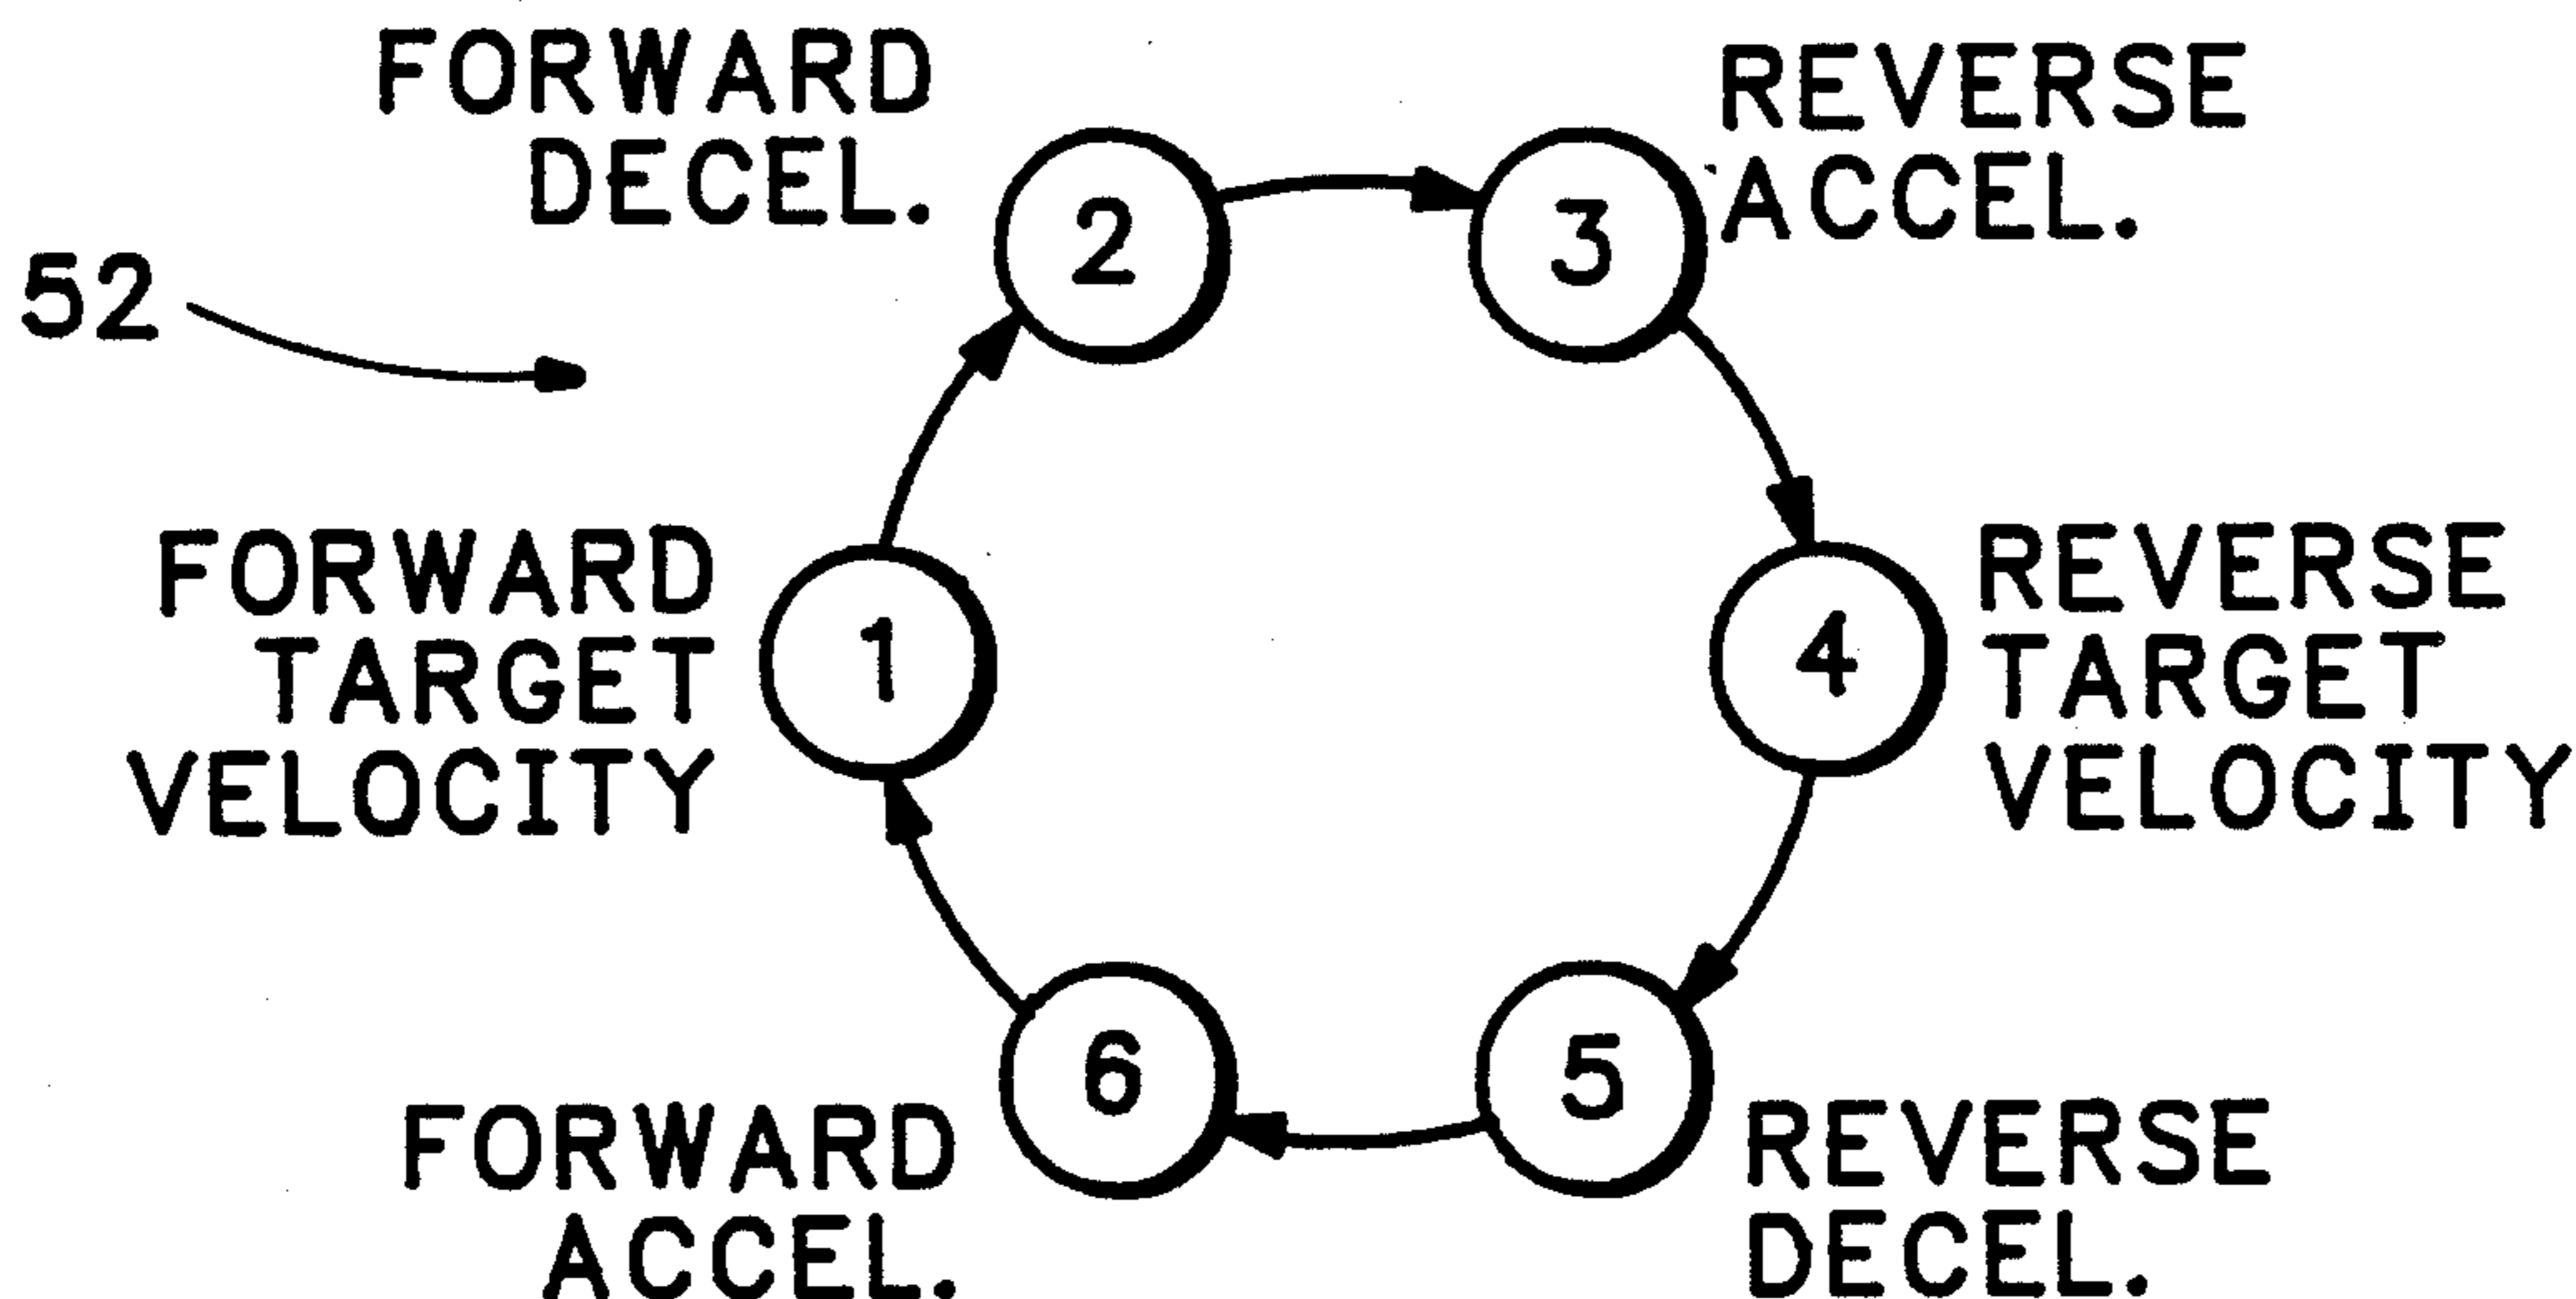 FORWARD
DECEL.
REVERSE
ACCEL.
2
3
52
FORWARD
TARGET
VELOCITY
1
4
REVERSE
TARGET
VELOCITY
6
5
FORWARD
ACCEL.
REVERSE
DECEL.